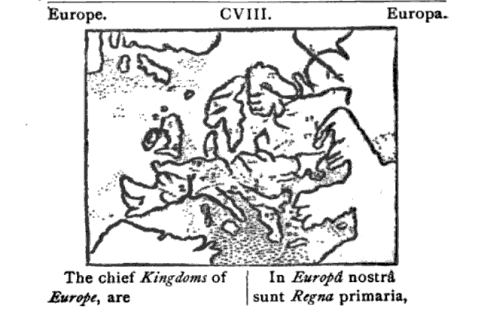 Europe. CVIII. Europa.
The chief Kingdoms of
Europe, are
In Europâ nostrâ
sunt Regna primaria,